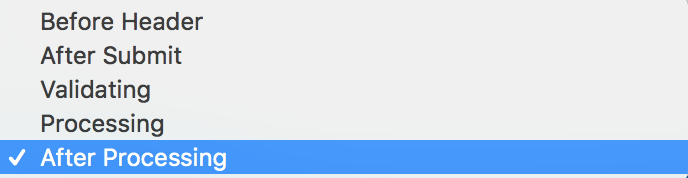 Before Header
After Submit
Validating
Processing
✓ After Processing